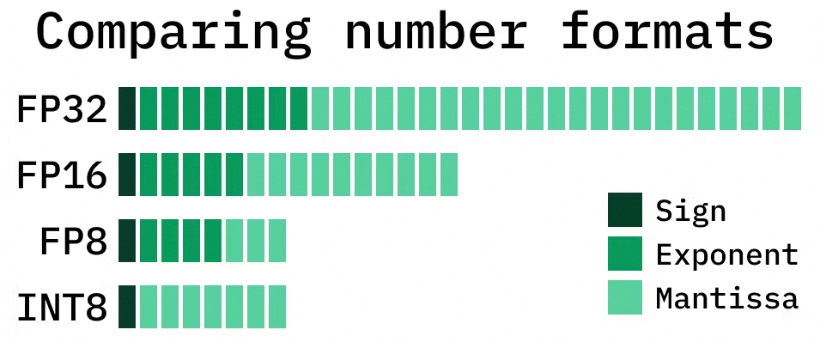 Comparing number formats
FP32
FP16
FP8
INT8
Sign
Exponent
Mantissa